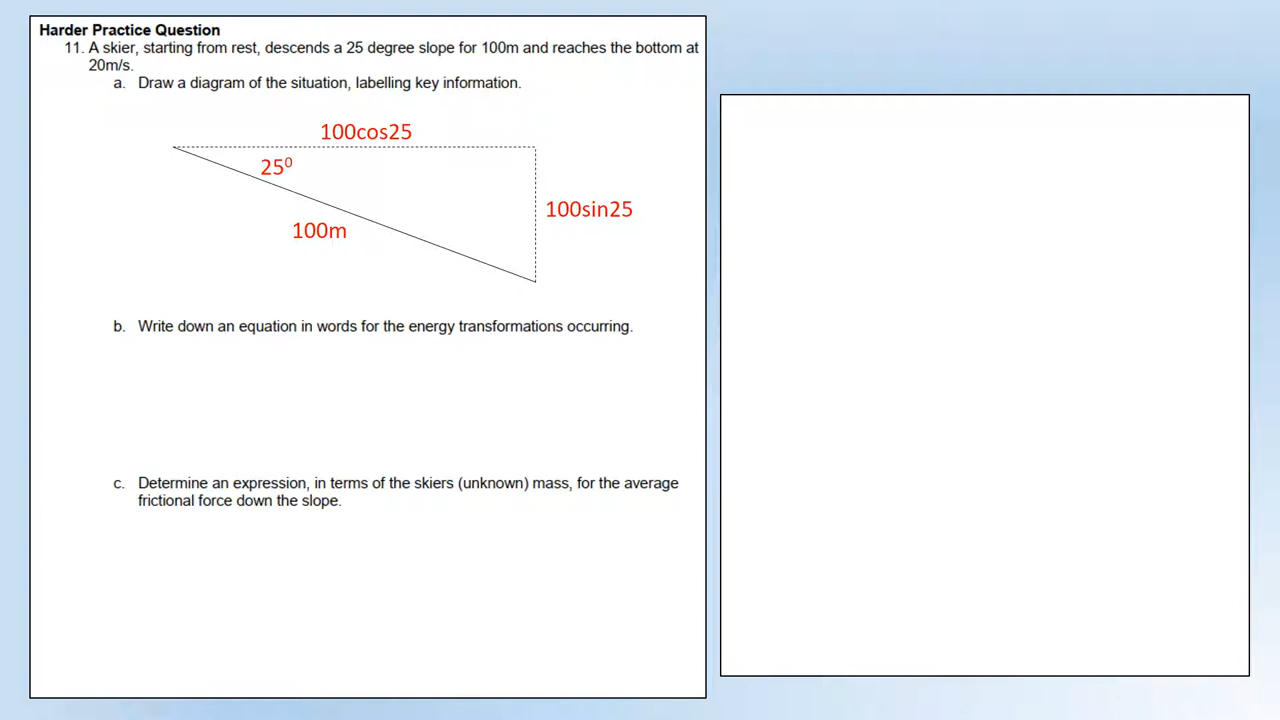 Harder Practice Question
11. A skier, starting from rest, descends a 25 degree slope for 100m and reaches the bottom at
20m/s.
a. Draw a diagram of the situation, labelling key information.
100cos25
25⁰
100sin25
100m
b. Write down an equation in words for the energy transformations occurring.
c. Determine an expression, in terms of the skiers (unknown) mass, for the average
frictional force down the slope.